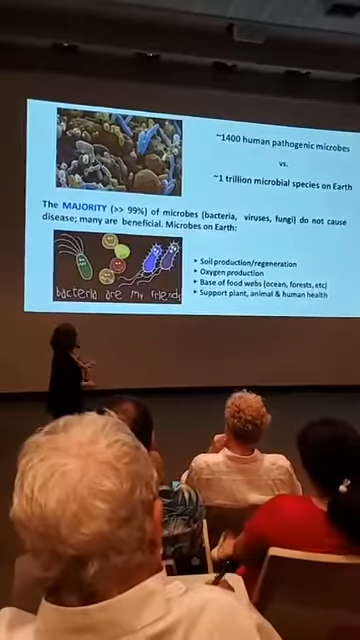 ~1400 human pathogenic microbes
vs.
~1 trillion microbial species on Earth
The MAJORITY (>> 99%) of microbes (bacteria, viruses, fungi) do not cause
disease; many are beneficial. Microbes on Earth:
bacteria are my friends
• Soil production/regeneration
• Oxygen production
• Base of food webs (ocean, forests, etc)
• Support plant, animal & human health